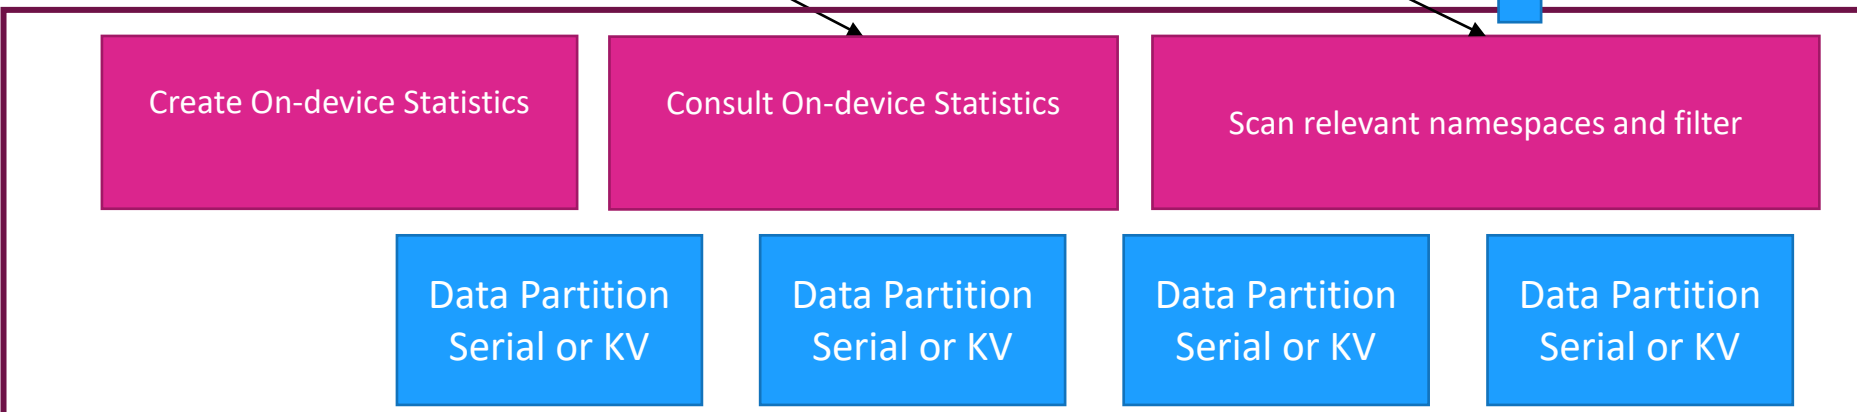 Create On-device Statistics
Consult On-device Statistics
Scan relevant namespaces and filter
Data Partition
Serial or KV
Data Partition
Serial or KV
Data Partition
Serial or KV
Data Partition
Serial or KV